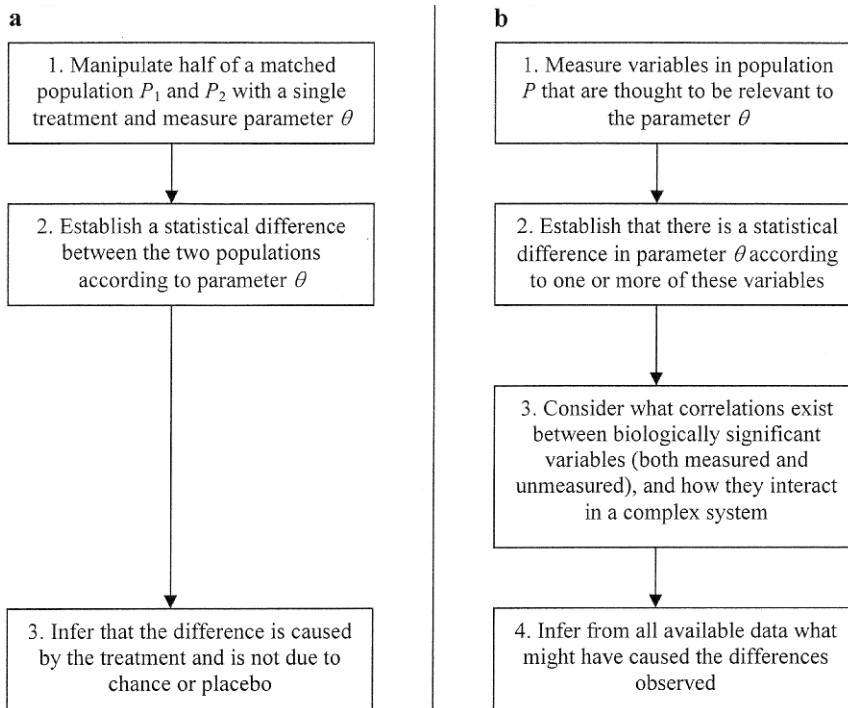 a
1. Manipulate half of a matched
population P₁ and P₂ with a single
treatment and measure parameter θ
2. Establish a statistical difference
between the two populations
according to parameter θ
3. Infer that the difference is caused
by the treatment and is not due to
chance or placebo
b
1. Measure variables in population
P that are thought to be relevant to
the parameter θ
2. Establish that there is a statistical
difference in parameter θ according
to one or more of these variables
3. Consider what correlations exist
between biologically significant
variables (both measured and
unmeasured), and how they interact
in a complex system
4. Infer from all available data what
might have caused the differences
observed